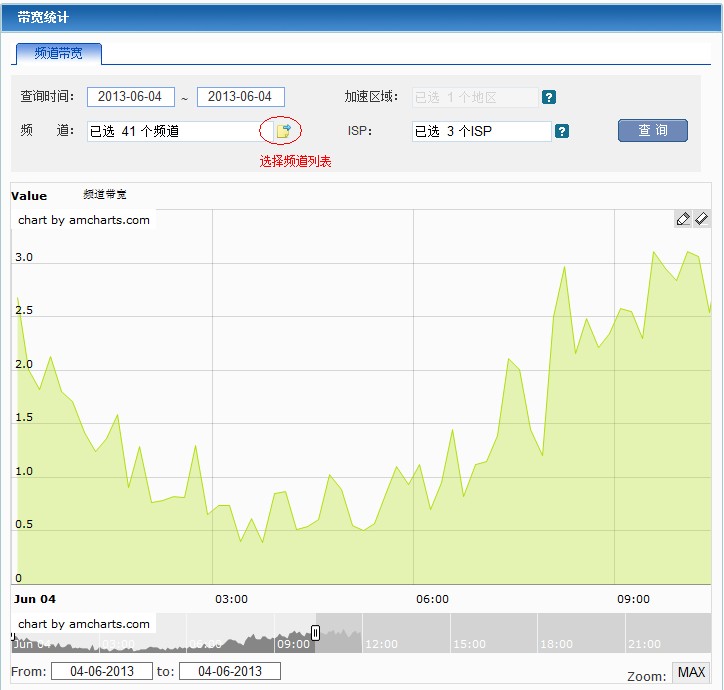 带宽统计
频道带宽
查询时间： 2013-06-04 ~ 2013-06-04 加速区域： 已选 1 个地区 ?
频 道： 已选 41 个频道 ISP： 已选 3 个ISP ? 查 询
选择频道列表
Value 频道带宽
chart by amcharts.com
3.0
2.5
2.0
1.5
1.0
0.5
0
Jun 04 03:00 06:00 09:00
chart by amcharts.com
Jun 04 03:00 06:00 09:00 12:00 15:00 18:00 21:00
From: 04-06-2013 to: 04-06-2013 Zoom: MAX